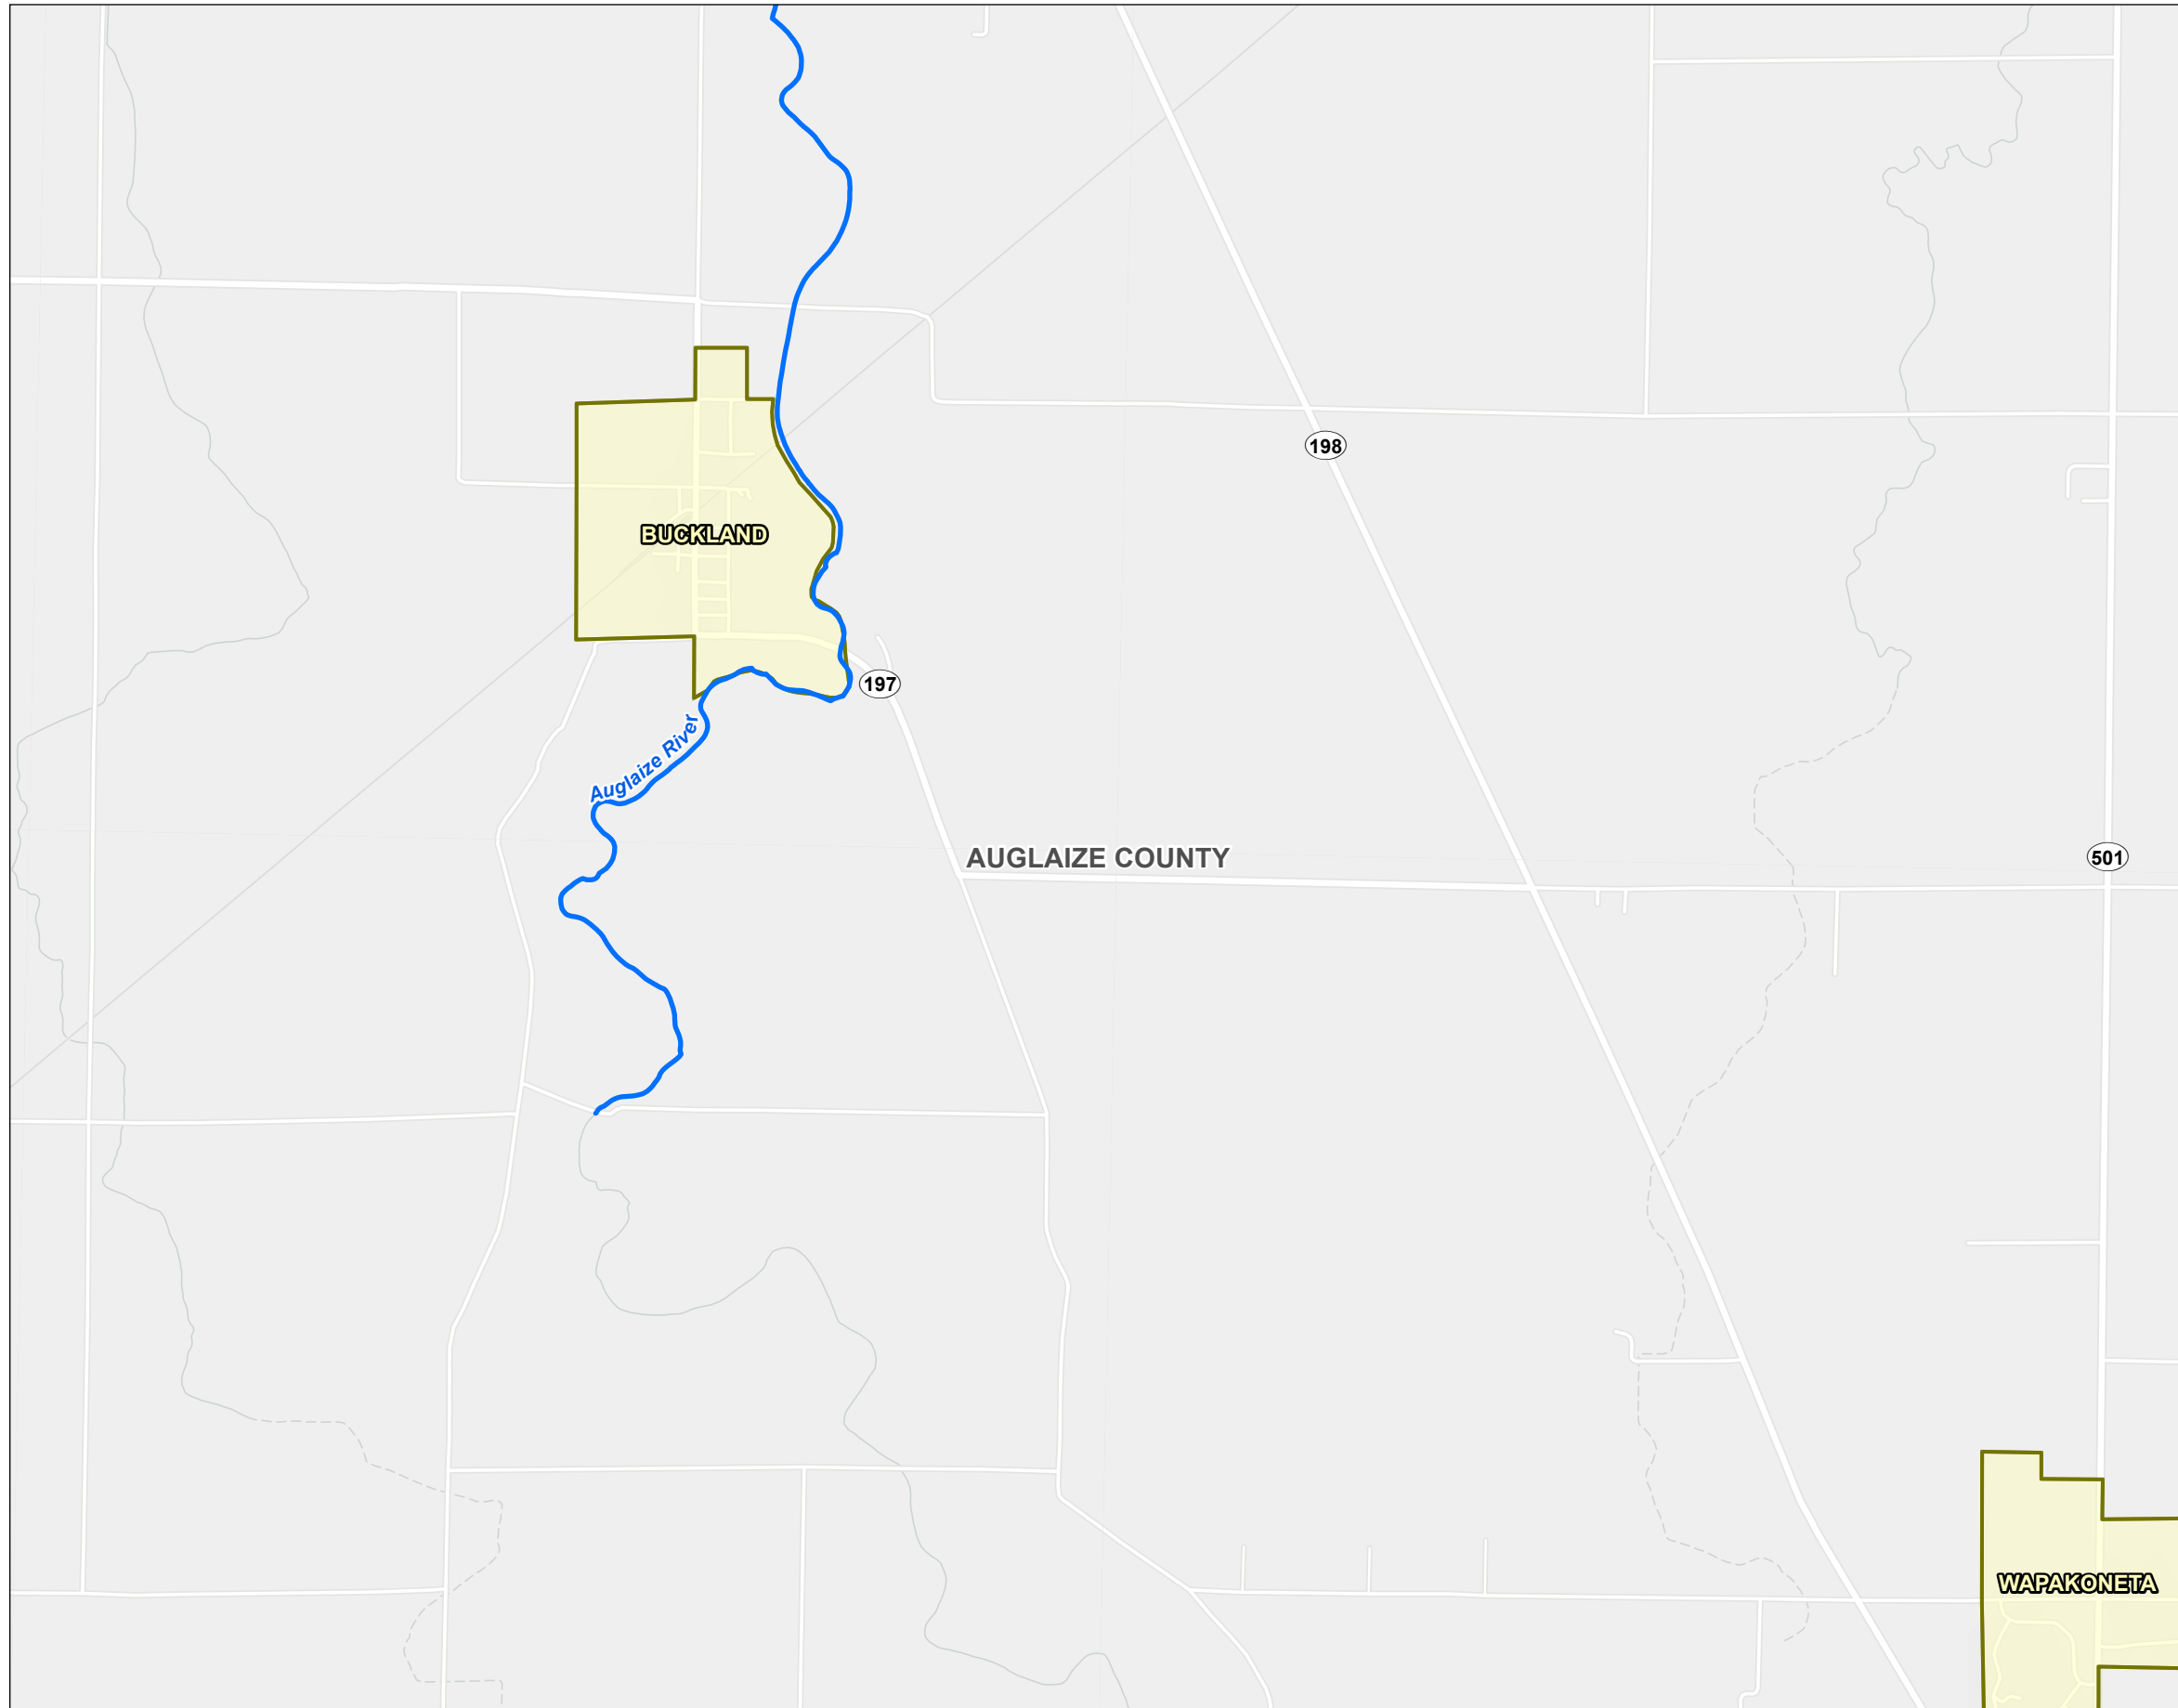 198
BUCKLAND
197
Auglaize River
AUGLAIZE COUNTY
501
WAPAKONETA